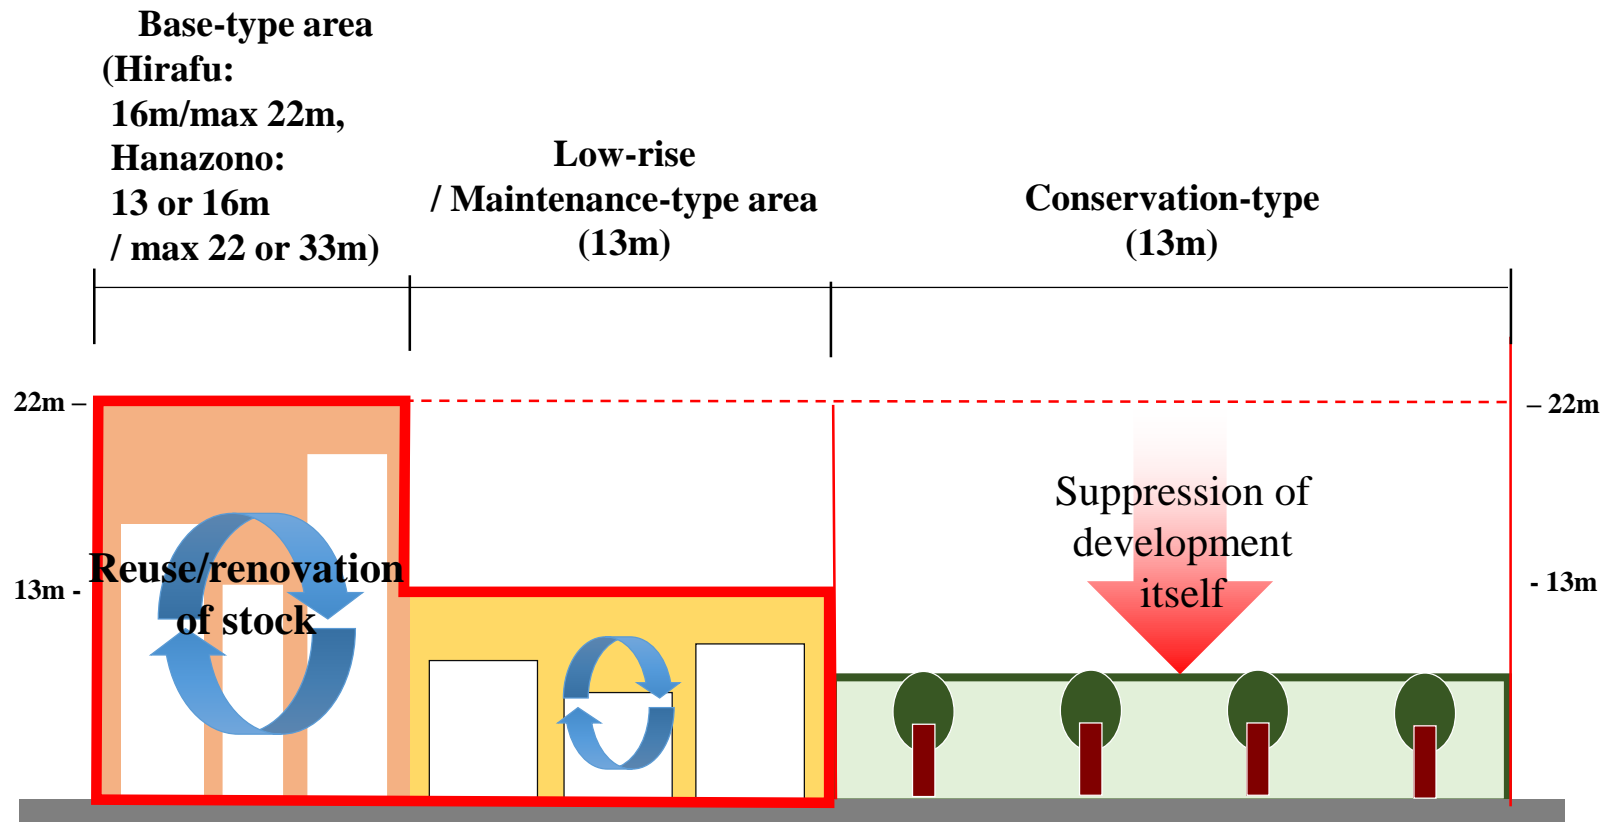 Base-type area
(Hirafu:
16m/max 22m,
Hanazono:
13 or 16m
/ max 22 or 33m)
Low-rise
/ Maintenance-type area
(13m)
Conservation-type
(13m)
22m –
– 22m
Suppression of
development
itself
Reuse/renovation
of stock
13m -
- 13m